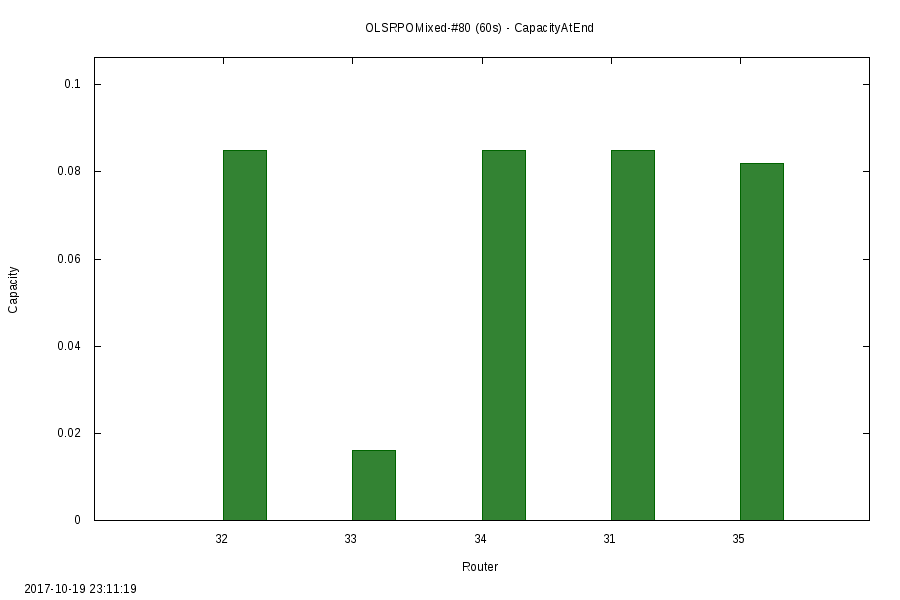 OLSRPOMixed-#80 (60s) - CapacityAtEnd
0.1
0.08
0.06
0.04
0.02
0
Capacity
32 33 34 31 35
Router
2017-10-19 23:11:19